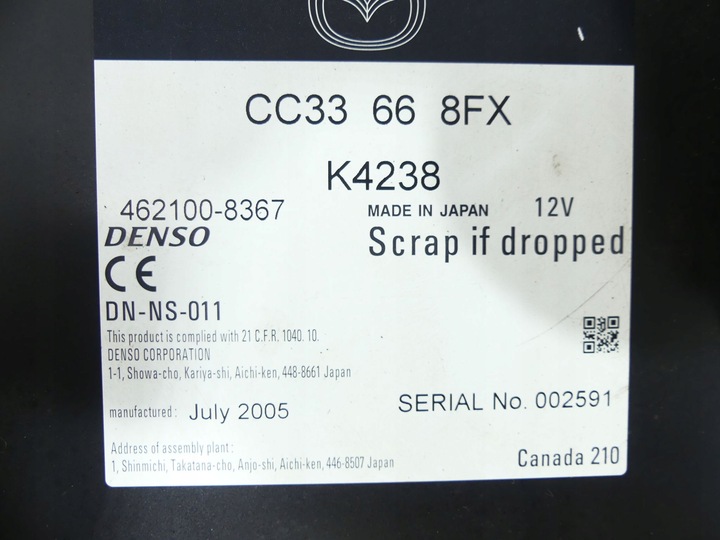 CC33 66 8FX
K4238
462100-8367 MADE IN JAPAN 12V
DENSO Scrap if dropped
CE
DN-NS-011
This product is complied with 21 C.F.R. 1040. 10.
DENSO CORPORATION
1-1, Showa-cho, Kariya-shi, Aichi-ken, 448-8661 Japan
manufactured: July 2005 SERIAL No. 002591
Address of assembly plant:
1, Shinmichi, Takatana-cho, Anjo-shi, Aichi-ken, 446-8507 Japan Canada 210